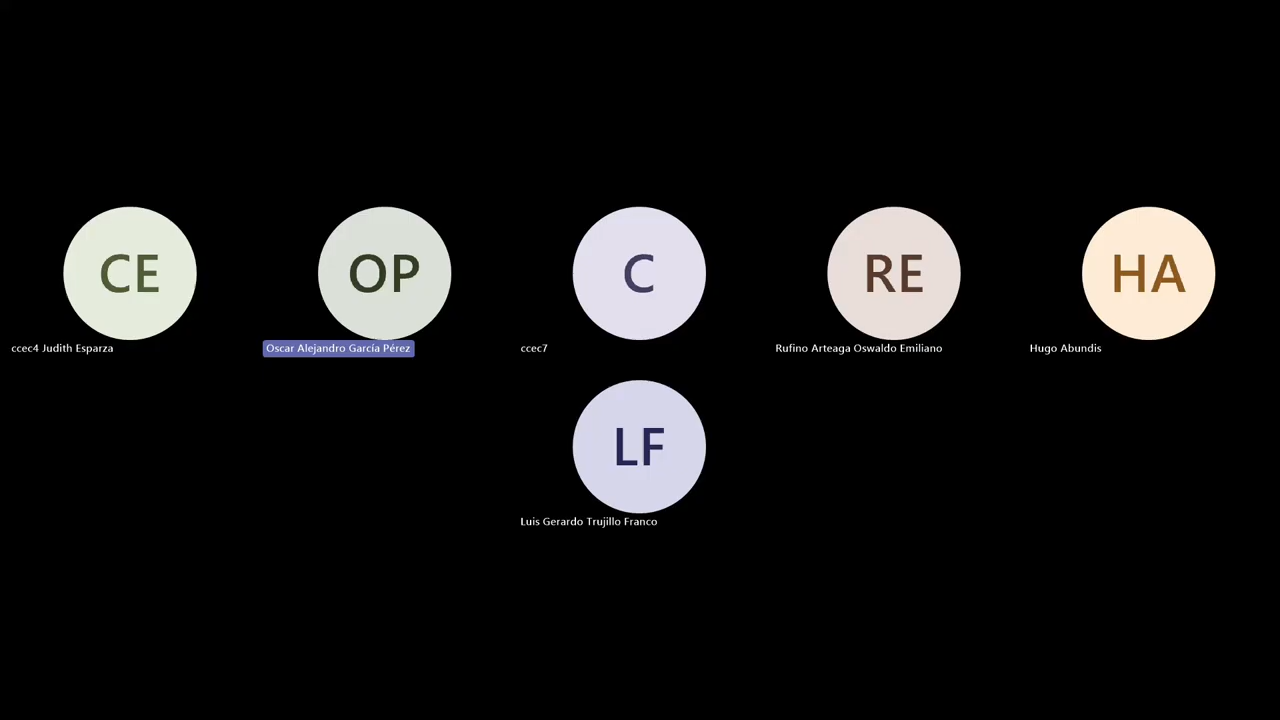 CE
OP
C
RE
HA
ccec4 Judith Esparza
Oscar Alejandro García Pérez
ccec7
Rufino Arteaga Oswaldo Emiliano
Hugo Abundis
LF
Luis Gerardo Trujillo Franco